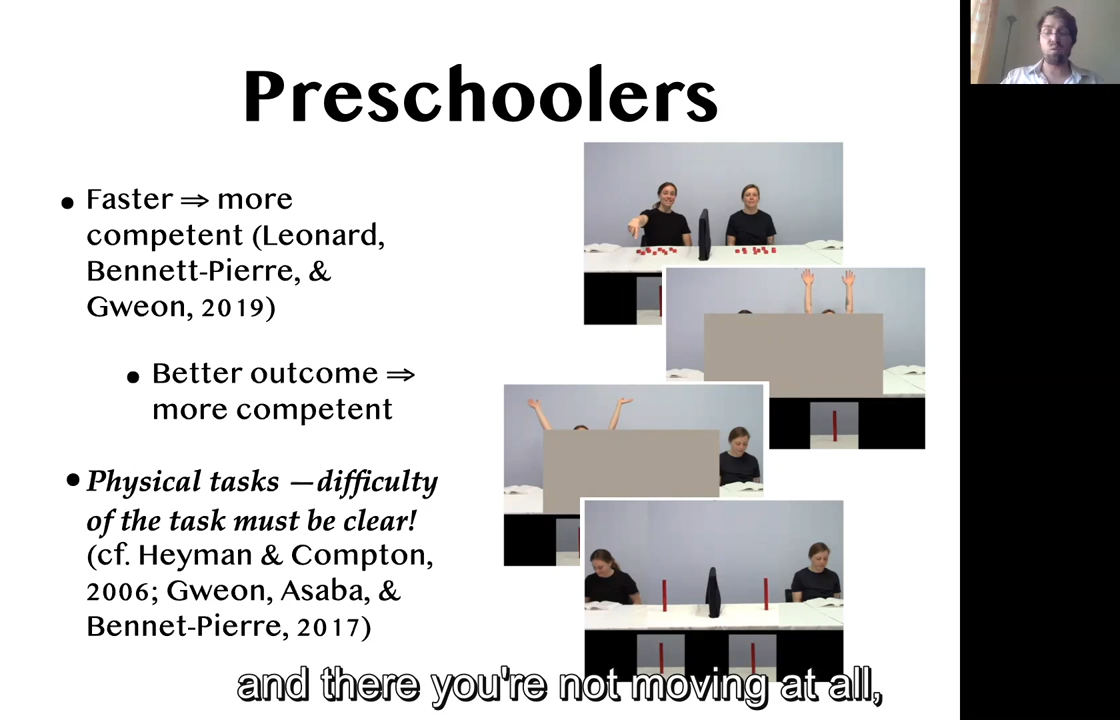 Preschoolers
• Faster ⇒ more
competent (Leonard,
Bennett-Pierre, &
Gweon, 2019)
• Better outcome ⇒
more competent
• Physical tasks —difficulty
of the task must be clear!
(cf. Heyman & Compton,
2006; Gweon, Asaba, &
Bennet-Pierre, 2017)
and there you're not moving at all,